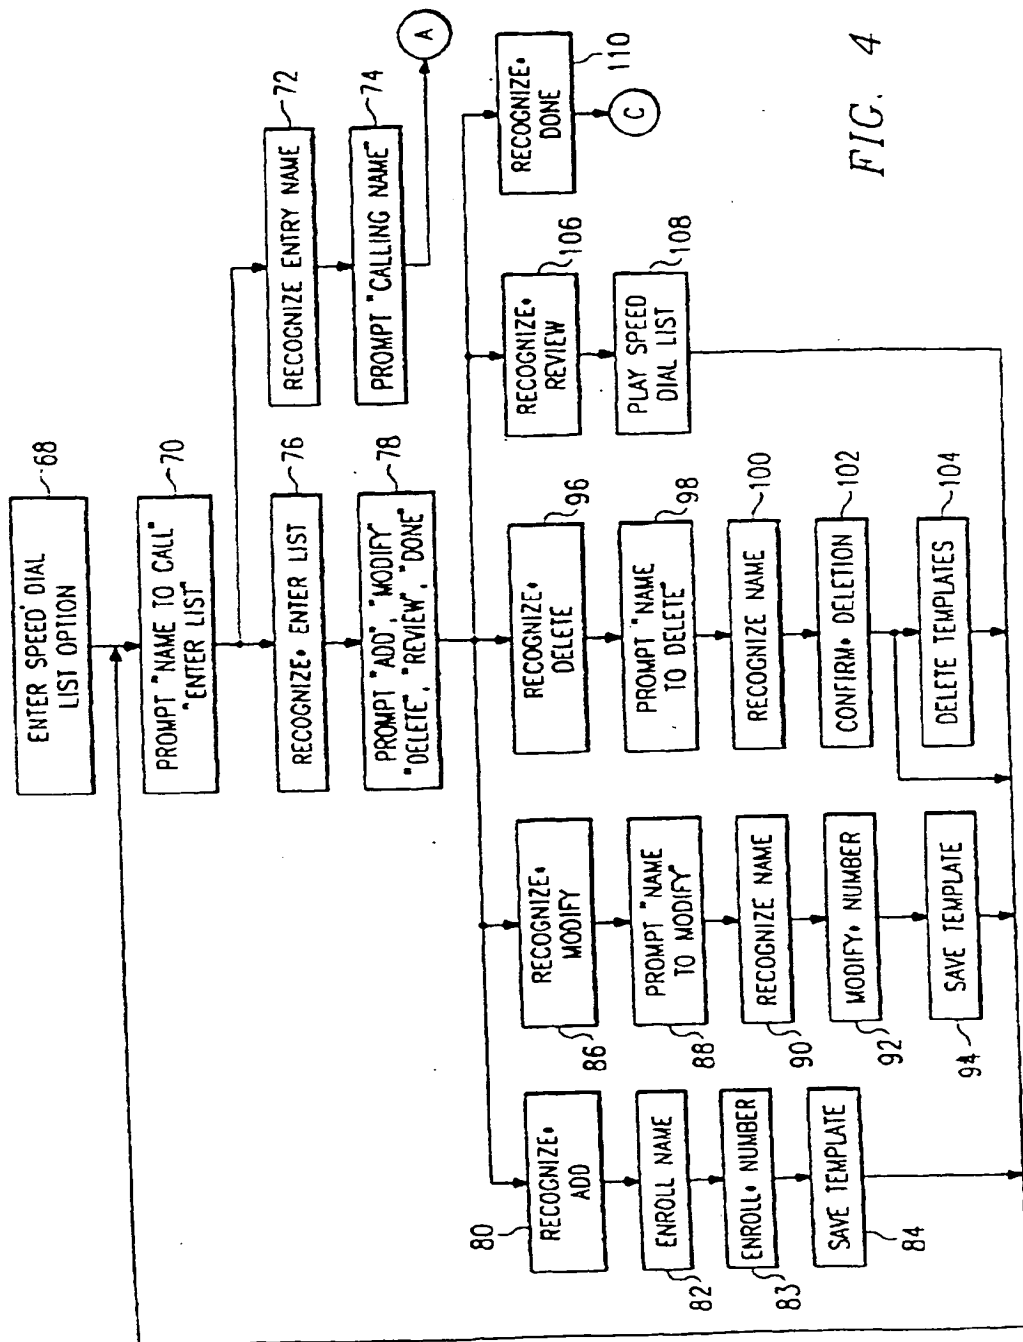 ENTER SPEED' DIAL
LIST OPTION
68
PROMPT "NAME TO CALL"
"ENTER LIST"
70
RECOGNIZE ENTRY NAME
72
PROMPT "CALLING NAME"
74
A
RECOGNIZE• ENTER LIST
76
PROMPT "ADD", "MODIFY"
"DELETE", "REVIEW", "DONE"
78
RECOGNIZE•
ADD
80
ENROLL NAME
82
ENROLL• NUMBER
83
SAVE TEMPLATE
84
RECOGNIZE•
MODIFY
86
PROMPT "NAME
TO MODIFY"
88
RECOGNIZE NAME
90
MODIFY• NUMBER
92
SAVE TEMPLATE
94
RECOGNIZE•
DELETE
96
PROMPT "NAME
TO DELETE"
98
RECOGNIZE NAME
100
CONFIRM• DELETION
102
DELETE TEMPLATES
104
RECOGNIZE•
REVIEW
106
PLAY SPEED
DIAL LIST
108
RECOGNIZE•
DONE
110
C
FIG. 4